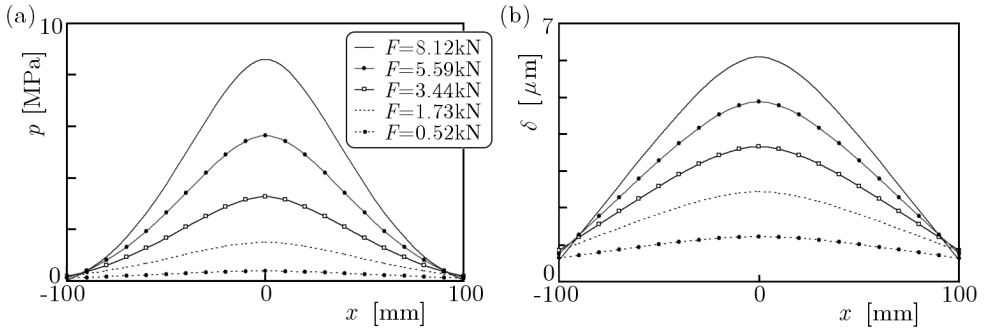 (a)
10
p [MPa]
0
-100
0
100
x [mm]
F=8.12kN
F=5.59kN
F=3.44kN
F=1.73kN
F=0.52kN
(b)
7
δ [μm]
0
-100
0
100
x [mm]